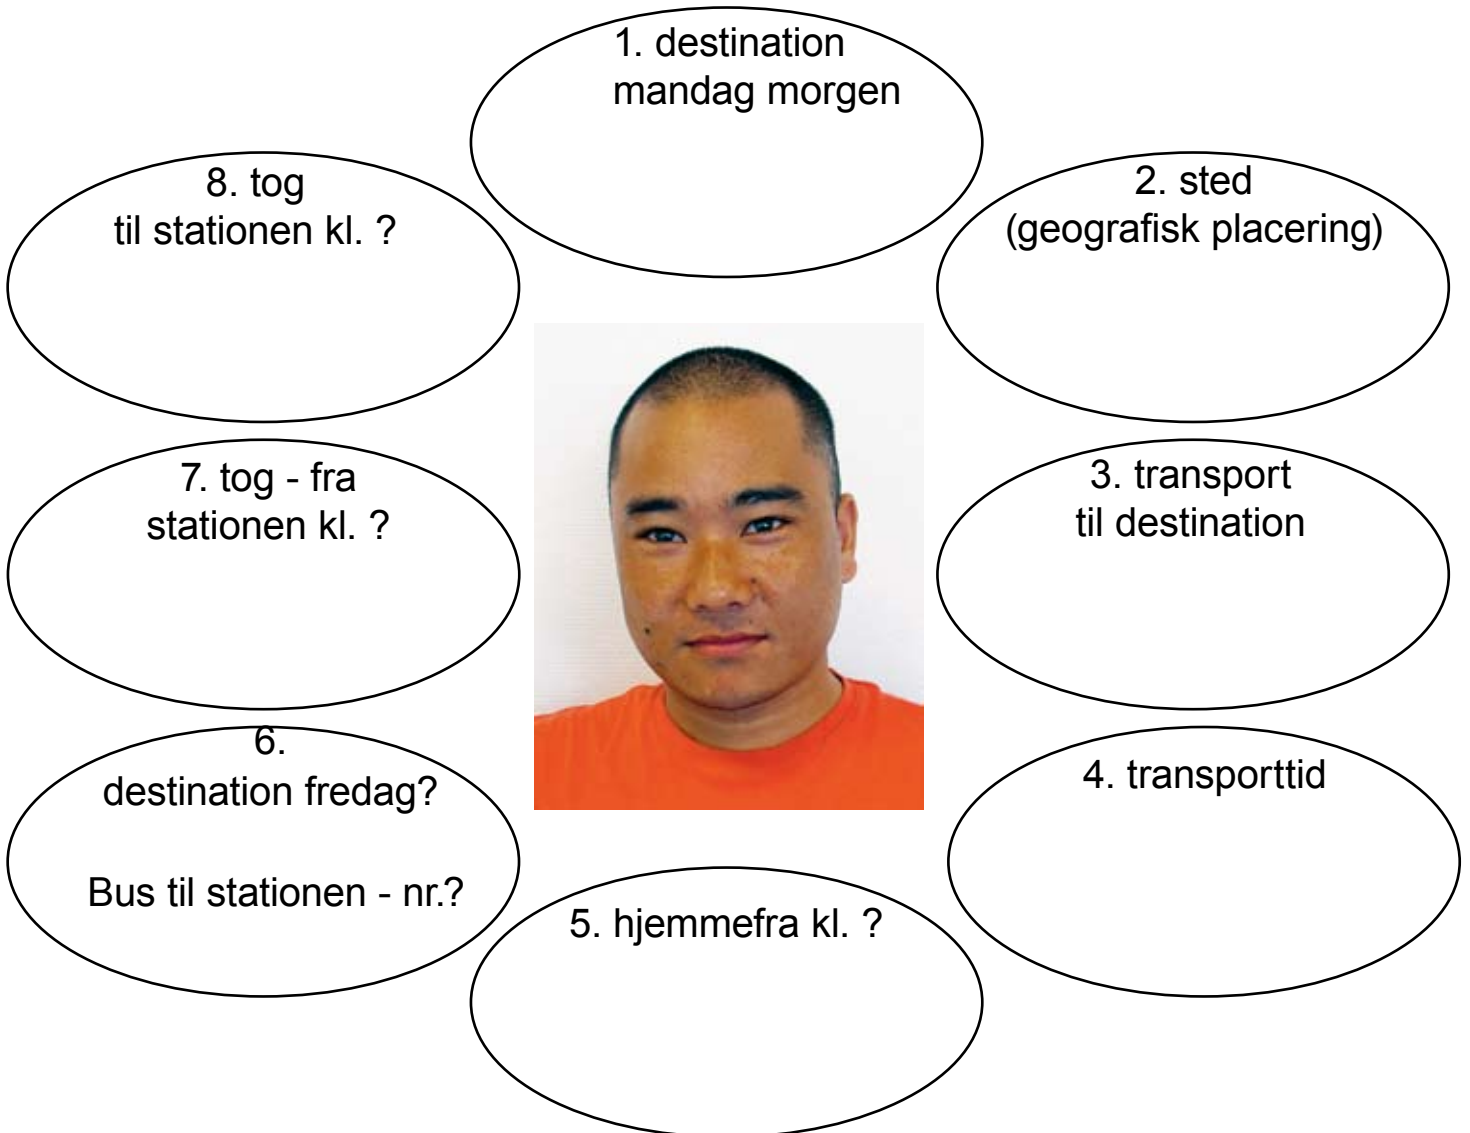 1. destination
mandag morgen
2. sted
(geografisk placering)
3. transport
til destination
4. transporttid
5. hjemmefra kl. ?
6.
destination fredag?
Bus til stationen - nr.?
7. tog - fra
stationen kl. ?
8. tog
til stationen kl. ?